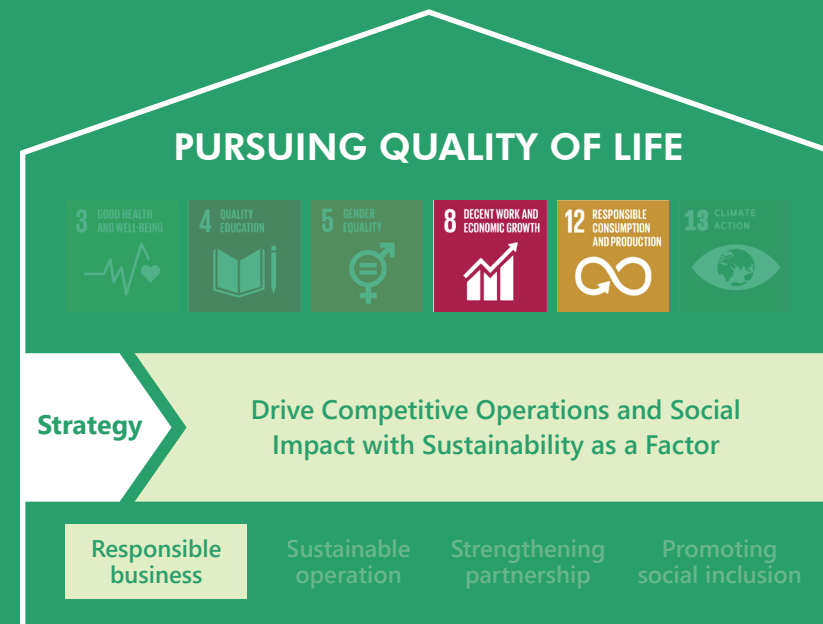 PURSUING QUALITY OF LIFE
3 GOOD HEALTH
AND WELL-BEING
4 QUALITY
EDUCATION
5 GENDER
EQUALITY
8 DECENT WORK AND
ECONOMIC GROWTH
12 RESPONSIBLE
CONSUMPTION
AND PRODUCTION
13 CLIMATE
ACTION
Strategy
Drive Competitive Operations and Social
Impact with Sustainability as a Factor
Responsible
business
Sustainable
operation
Strengthening
partnership
Promoting
social inclusion